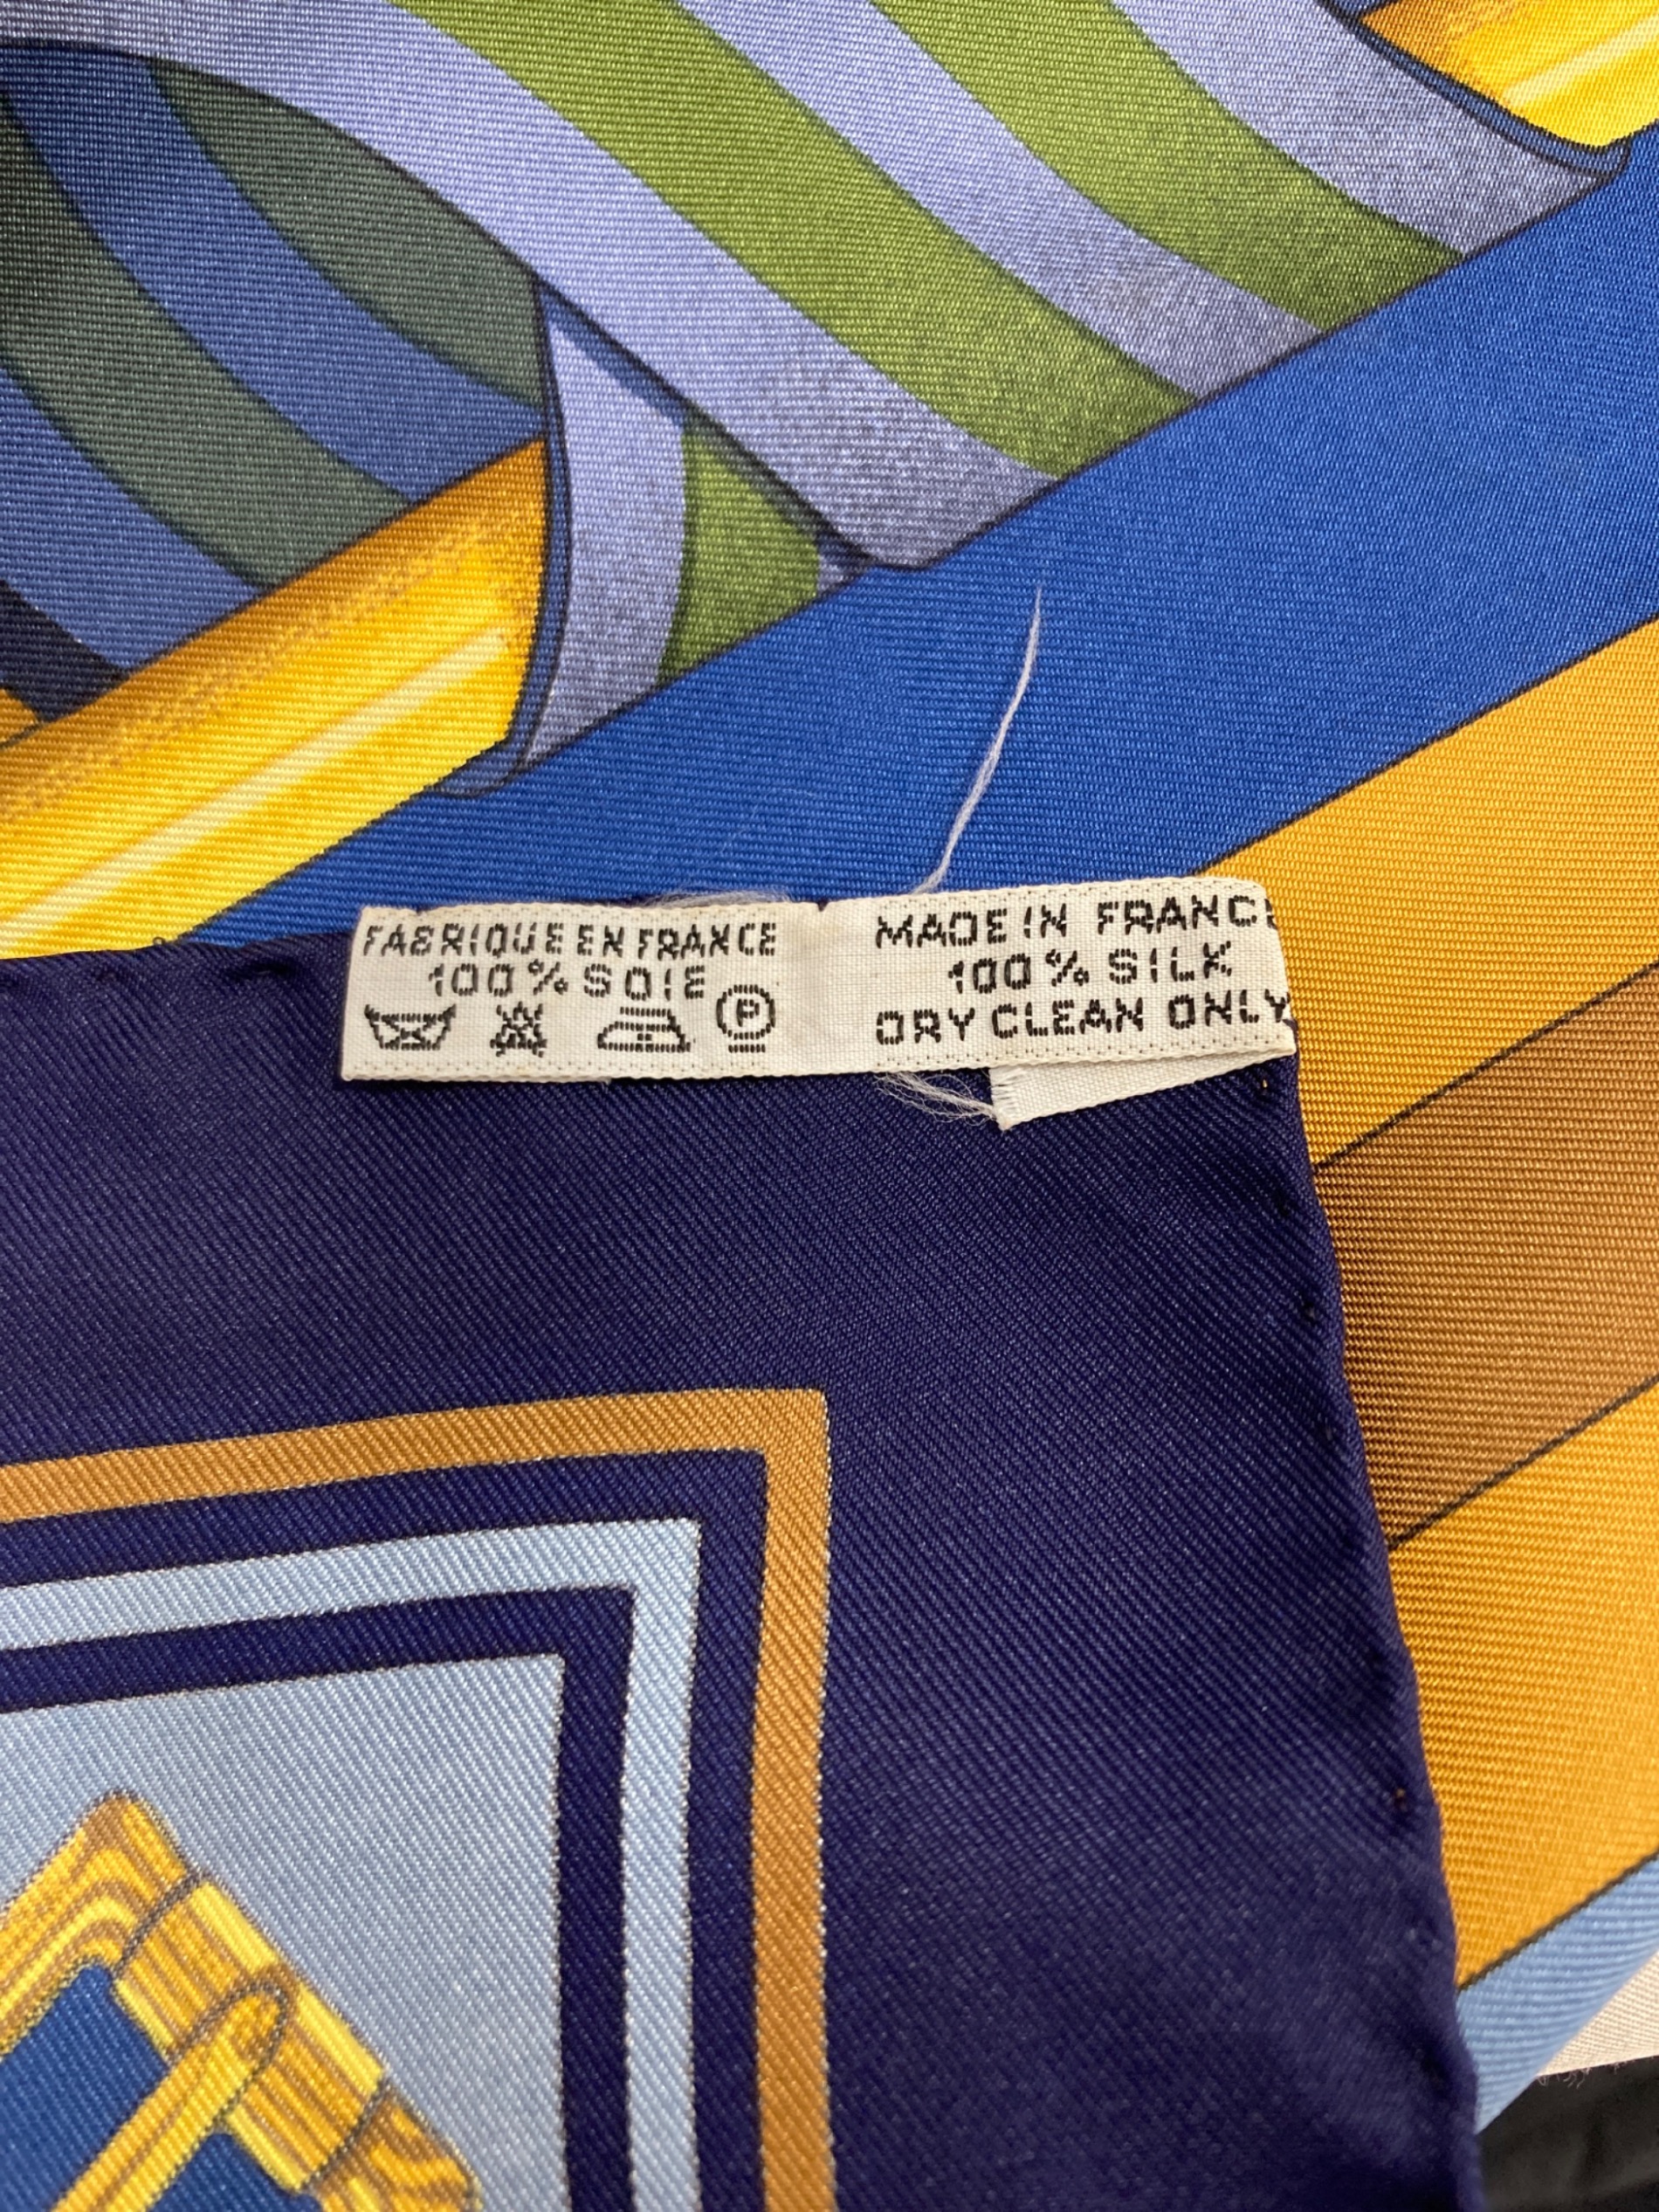 FABRIQUE EN FRANCE
100% SOIE
P
MADE IN FRANCE
100% SILK
DRY CLEAN ONLY